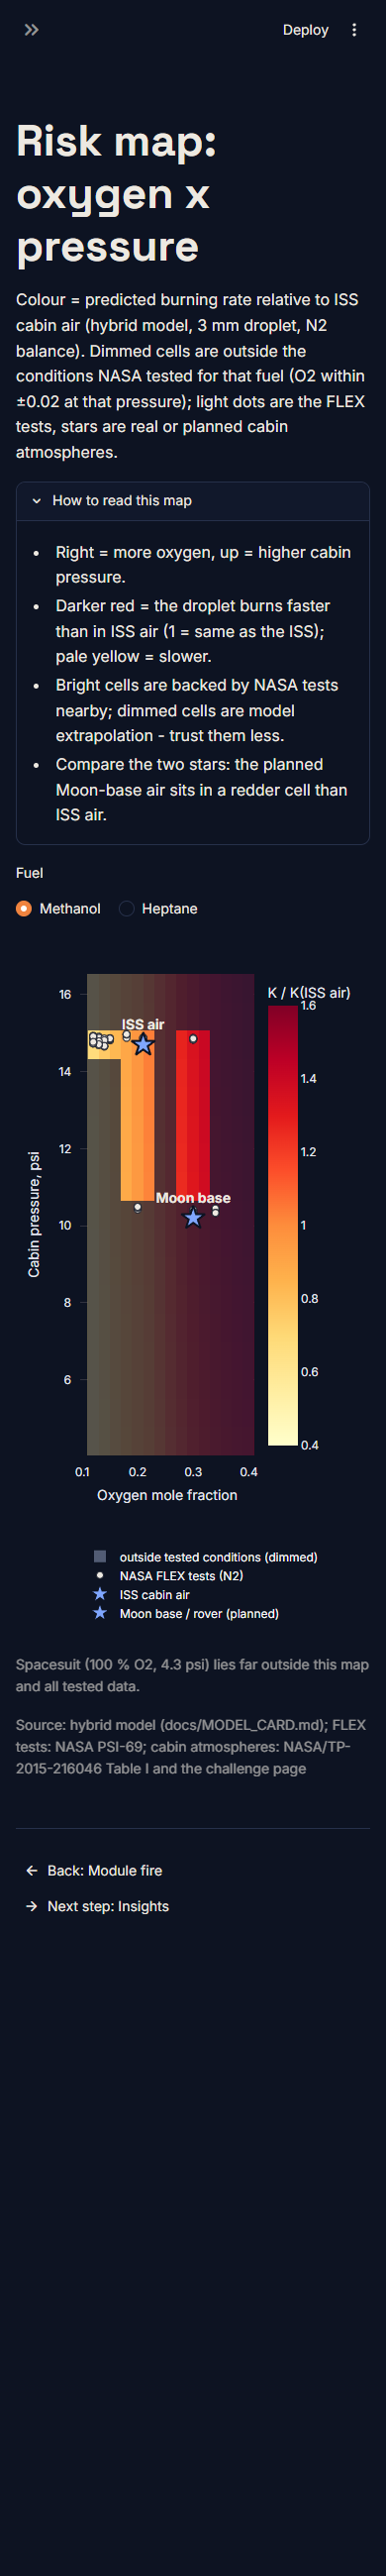 Deploy
Risk map:
oxygen x
pressure
Colour = predicted burning rate relative to ISS
cabin air (hybrid model, 3 mm droplet, N2
balance). Dimmed cells are outside the
conditions NASA tested for that fuel (O2 within
±0.02 at that pressure); light dots are the FLEX
tests, stars are real or planned cabin
atmospheres.
How to read this map
• Right = more oxygen, up = higher cabin
pressure.
• Darker red = the droplet burns faster
than in ISS air (1 = same as the ISS);
pale yellow = slower.
• Bright cells are backed by NASA tests
nearby; dimmed cells are model
extrapolation - trust them less.
• Compare the two stars: the planned
Moon-base air sits in a redder cell than
ISS air.
Fuel
Methanol Heptane
K / K(ISS air)
1.6
1.4
1.2
1
0.8
0.6
0.4
Cabin pressure, psi
16
14
12
10
8
6
ISS air
Moon base
0.1 0.2 0.3 0.4
Oxygen mole fraction
outside tested conditions (dimmed)
NASA FLEX tests (N2)
ISS cabin air
Moon base / rover (planned)
Spacesuit (100 % O2, 4.3 psi) lies far outside this map
and all tested data.
Source: hybrid model (docs/MODEL_CARD.md); FLEX
tests: NASA PSI-69; cabin atmospheres: NASA/TP-
2015-216046 Table I and the challenge page
← Back: Module fire
→ Next step: Insights